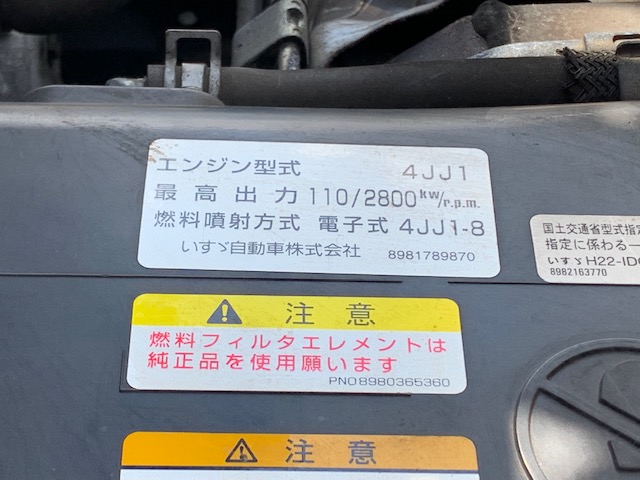 エンジン型式 4JJ1
最高出力 110/2800kw/r.p.m.
燃料噴射方式 電子式 4JJ1-8
いすゞ自動車株式会社 8981789870
国土交通省型式指定
指定に係わる一
いすゞH22-ID
8982163770
注意
燃料フィルタエレメントは
純正品を使用願います
PNO8980365360
注意